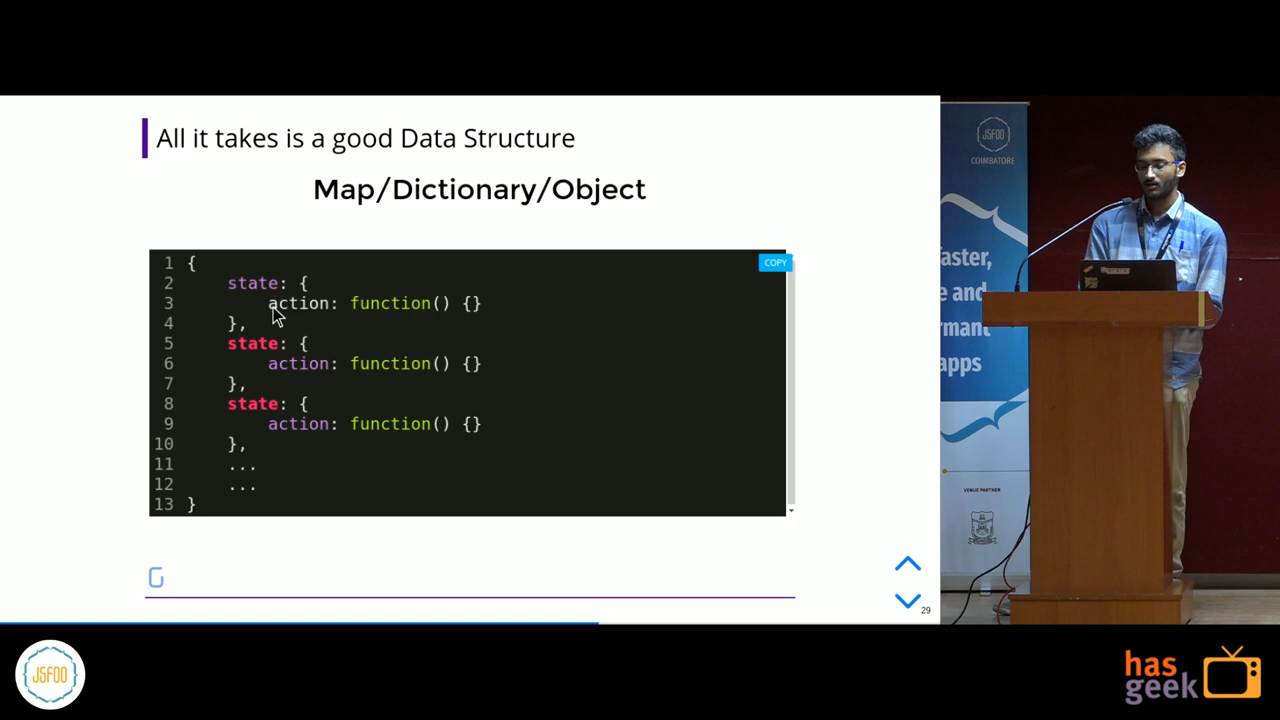 All it takes is a good Data Structure
Map/Dictionary/Object
COPY
1 {
2     state: {
3         action: function() {}
4     },
5     state: {
6         action: function() {}
7     },
8     state: {
9         action: function() {}
10     },
11     ...
12     ...
13 }
29
JSFOO
COIMBATORE
aster,
e and
rmant
apps
VENUE PARTNER
JSFOO
has
geek